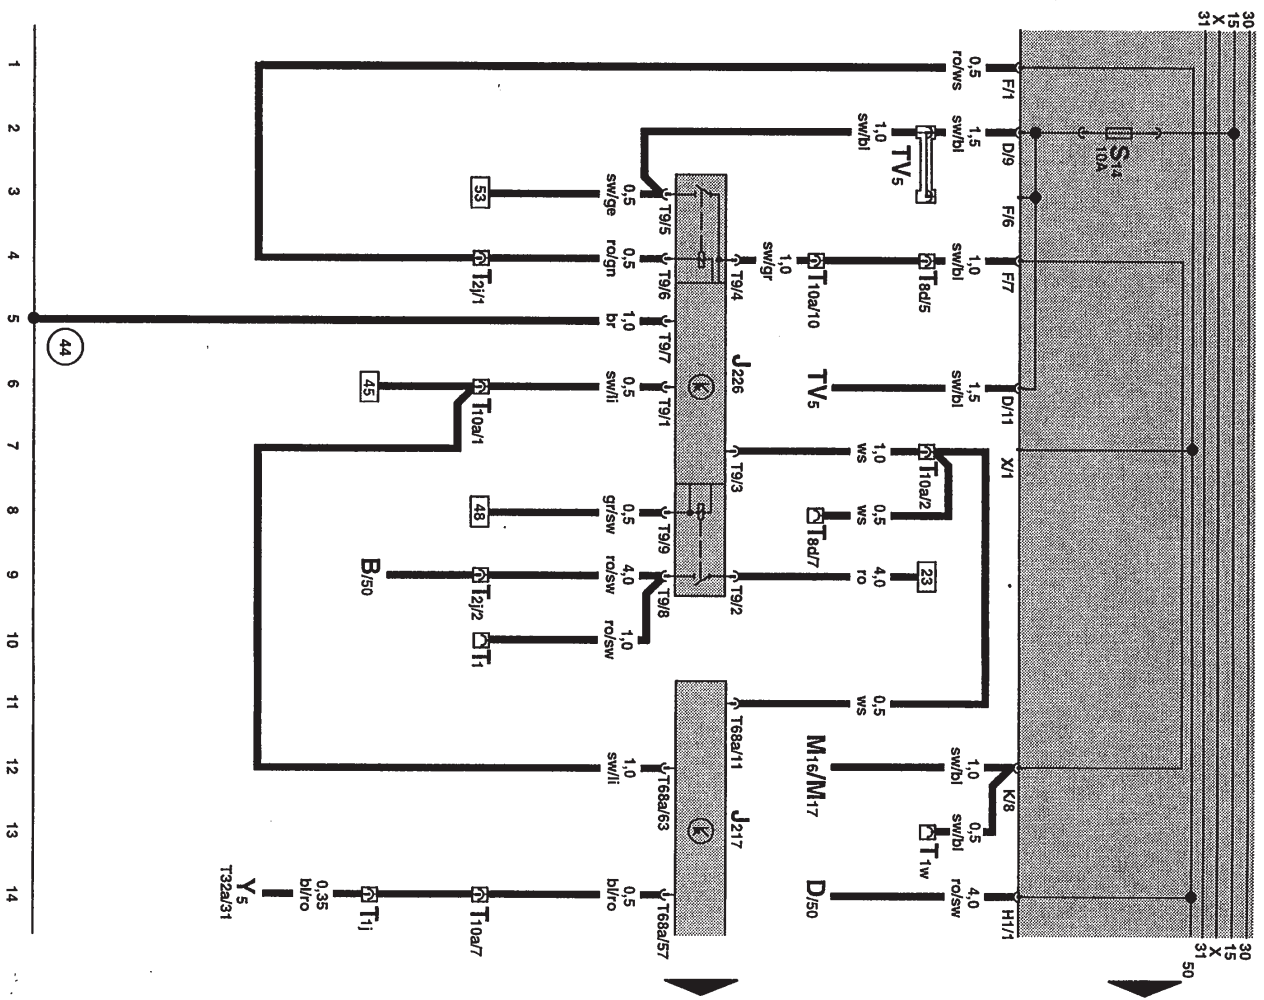 30
15
X
31
F/1
0,5
ro/ws
S14
10A
D/9
1,5
sw/bl
TV5
1,0
sw/bl
F/6
T9/5
0,5
sw/ge
53
F/7
1,0
sw/bl
T8d/5
T10a/10
1,0
sw/gr
T9/4
T9/6
0,5
ro/gn
T2j/1
T9/7
1,0
br
44
D/11
1,5
sw/bl
TV5
J226
k
T9/1
0,5
sw/li
T10a/1
45
X/1
T10a/2
1,0
ws
T9/3
0,5
ws
T8d/7
T9/9
0,5
gr/sw
48
23
4,0
ro
T9/2
T9/8
4,0
ro/sw
T2j/2
B/50
1,0
ro/sw
T1
0,5
ws
T68a/11
K/8
1,0
sw/bl
M16/M17
T68a/63
1,0
sw/li
0,5
sw/bl
T1w
J217
k
H1/1
4,0
ro/sw
D/50
T68a/57
0,5
bl/ro
T10a/7
T1j
0,35
bl/ro
Y5
T32a/31
30
15
X
31
50
1
2
3
4
5
6
7
8
9
10
11
12
13
14